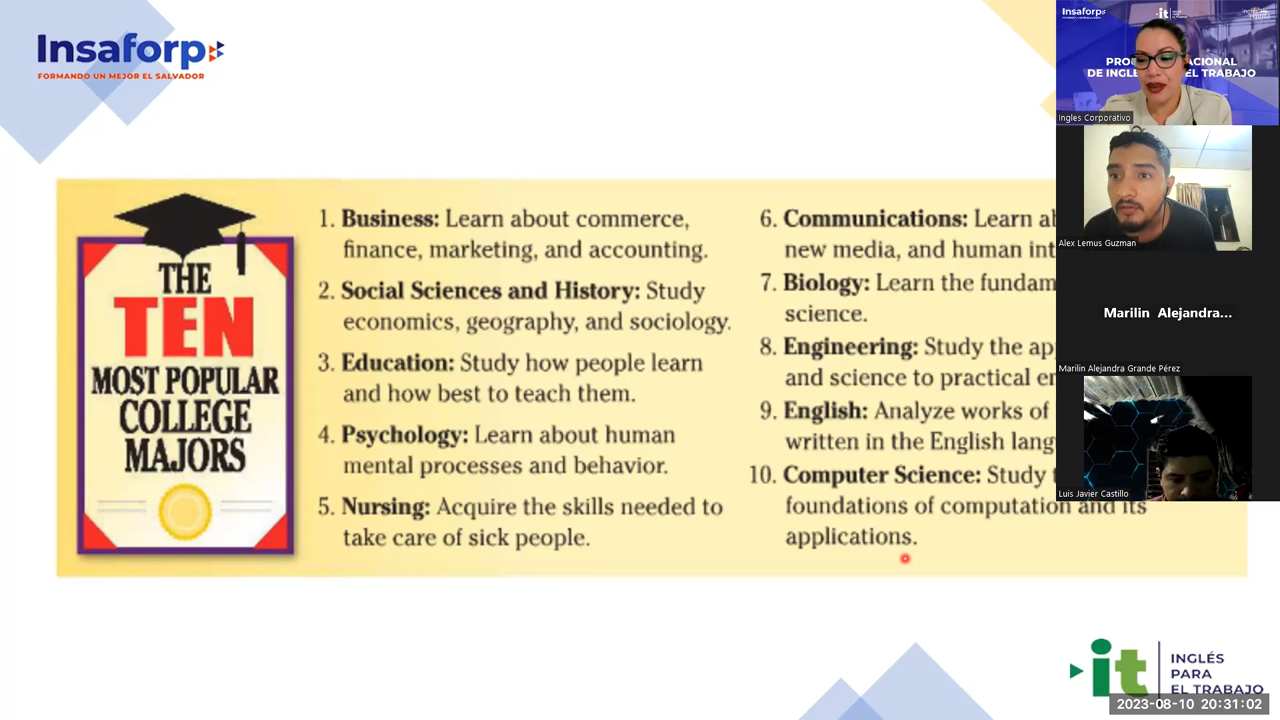 Insaforp
FORMANDO UN MEJOR EL SALVADOR
THE
TEN
MOST POPULAR
COLLEGE
MAJORS
1. Business: Learn about commerce,
finance, marketing, and accounting.
2. Social Sciences and History: Study
economics, geography, and sociology.
3. Education: Study how people learn
and how best to teach them.
4. Psychology: Learn about human
mental processes and behavior.
5. Nursing: Acquire the skills needed to
take care of sick people.
6. Communications: Learn
new media, and human
7. Biology: Learn the
science.
8. Engineering: Study the
and science to practical
9. English: Analyze works of
written in the English
10. Computer Science: Study
foundations of computation and its
applications.
Insaforp
it
DE EL TRABAJO
Ingles Corporativo
Alex Lemus Guzman
Marilin Alejandra...
Marilin Alejandra Grande Pérez
Luis Javier Castillo
it
INGLÉS
PARA
EL TRABAJO
2023-08-10 20:31:02